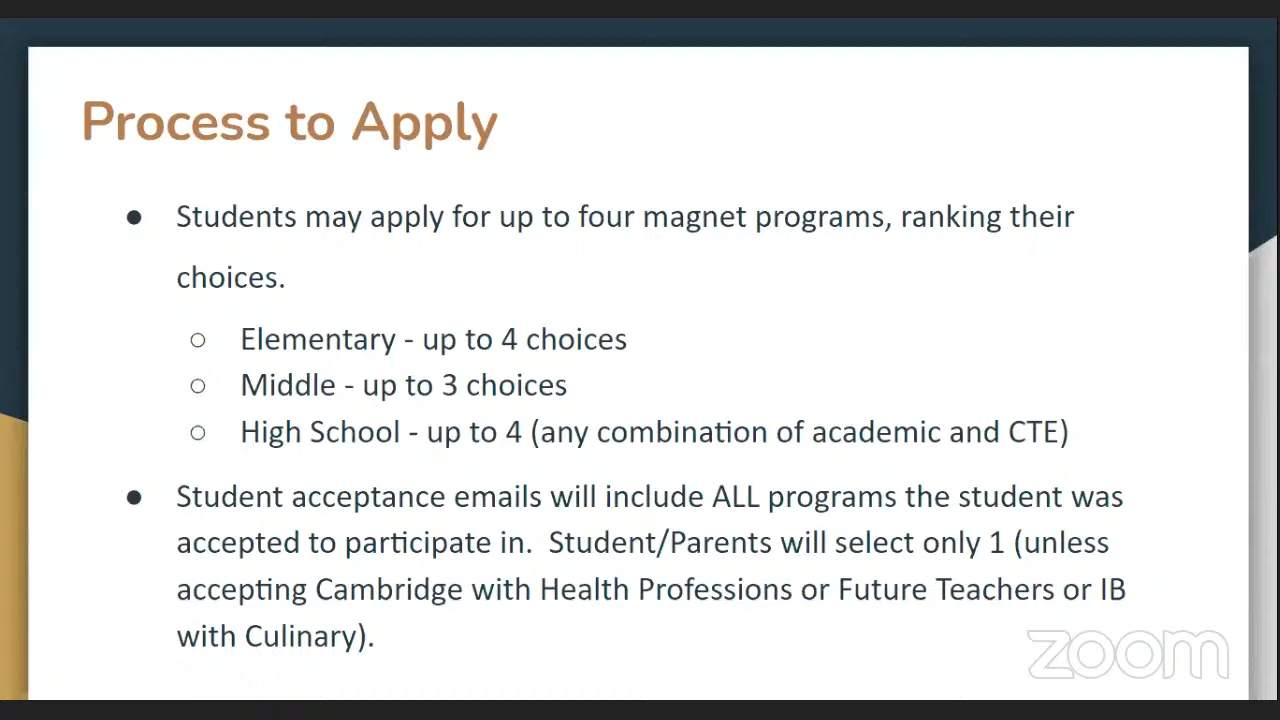 Process to Apply
● Students may apply for up to four magnet programs, ranking their
choices.
○ Elementary - up to 4 choices
○ Middle - up to 3 choices
○ High School - up to 4 (any combination of academic and CTE)
● Student acceptance emails will include ALL programs the student was
accepted to participate in.  Student/Parents will select only 1 (unless
accepting Cambridge with Health Professions or Future Teachers or IB
with Culinary).
zoom